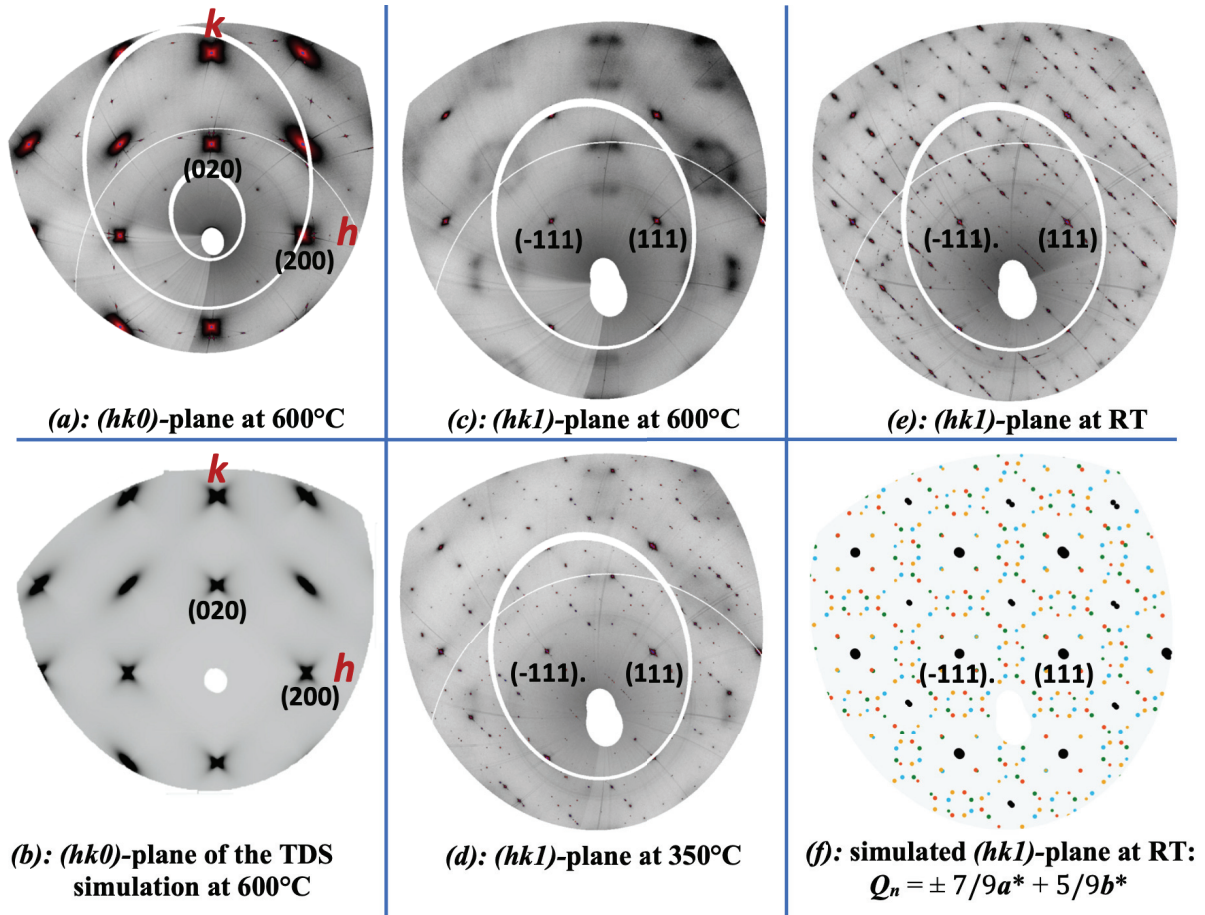 k
(020)
h
(200)
(a): (hk0)-plane at 600°C
(-111) (111)
(c): (hk1)-plane at 600°C
(-111). (111)
(e): (hk1)-plane at RT
k
(020)
h
(200)
(b): (hk0)-plane of the TDS
simulation at 600°C
(-111). (111)
(d): (hk1)-plane at 350°C
(-111). (111)
(f): simulated (hk1)-plane at RT:
Qn = ± 7/9a* + 5/9b*